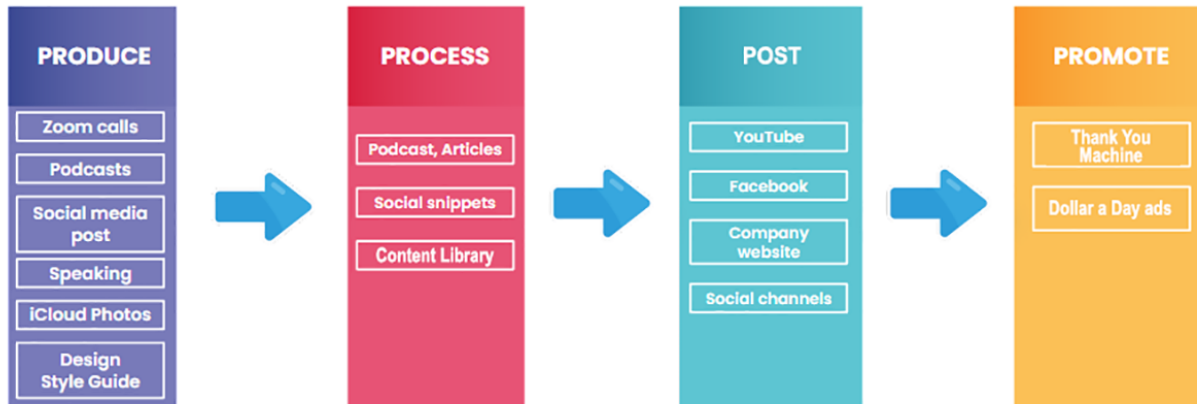 PRODUCE
Zoom calls
Podcasts
Social media
post
Speaking
iCloud Photos
Design
Style Guide
PROCESS
Podcast, Articles
Social snippets
Content Library
POST
YouTube
Facebook
Company
website
Social channels
PROMOTE
Thank You
Machine
Dollar a Day ads